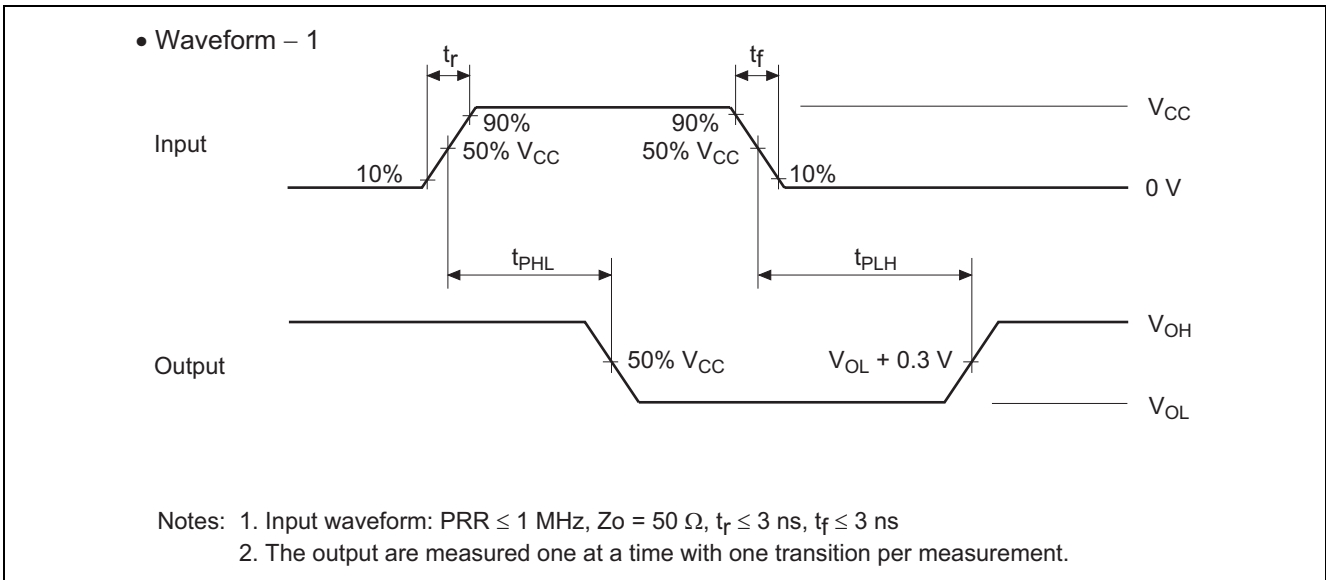 • Waveform – 1
tr
tf
VCC
90%
90%
Input
50% VCC
50% VCC
10%
10%
0 V
tPHL
tPLH
VOH
Output
50% VCC
VOL + 0.3 V
VOL
Notes: 1. Input waveform: PRR ≤ 1 MHz, Zo = 50 Ω, tr ≤ 3 ns, tf ≤ 3 ns
2. The output are measured one at a time with one transition per measurement.